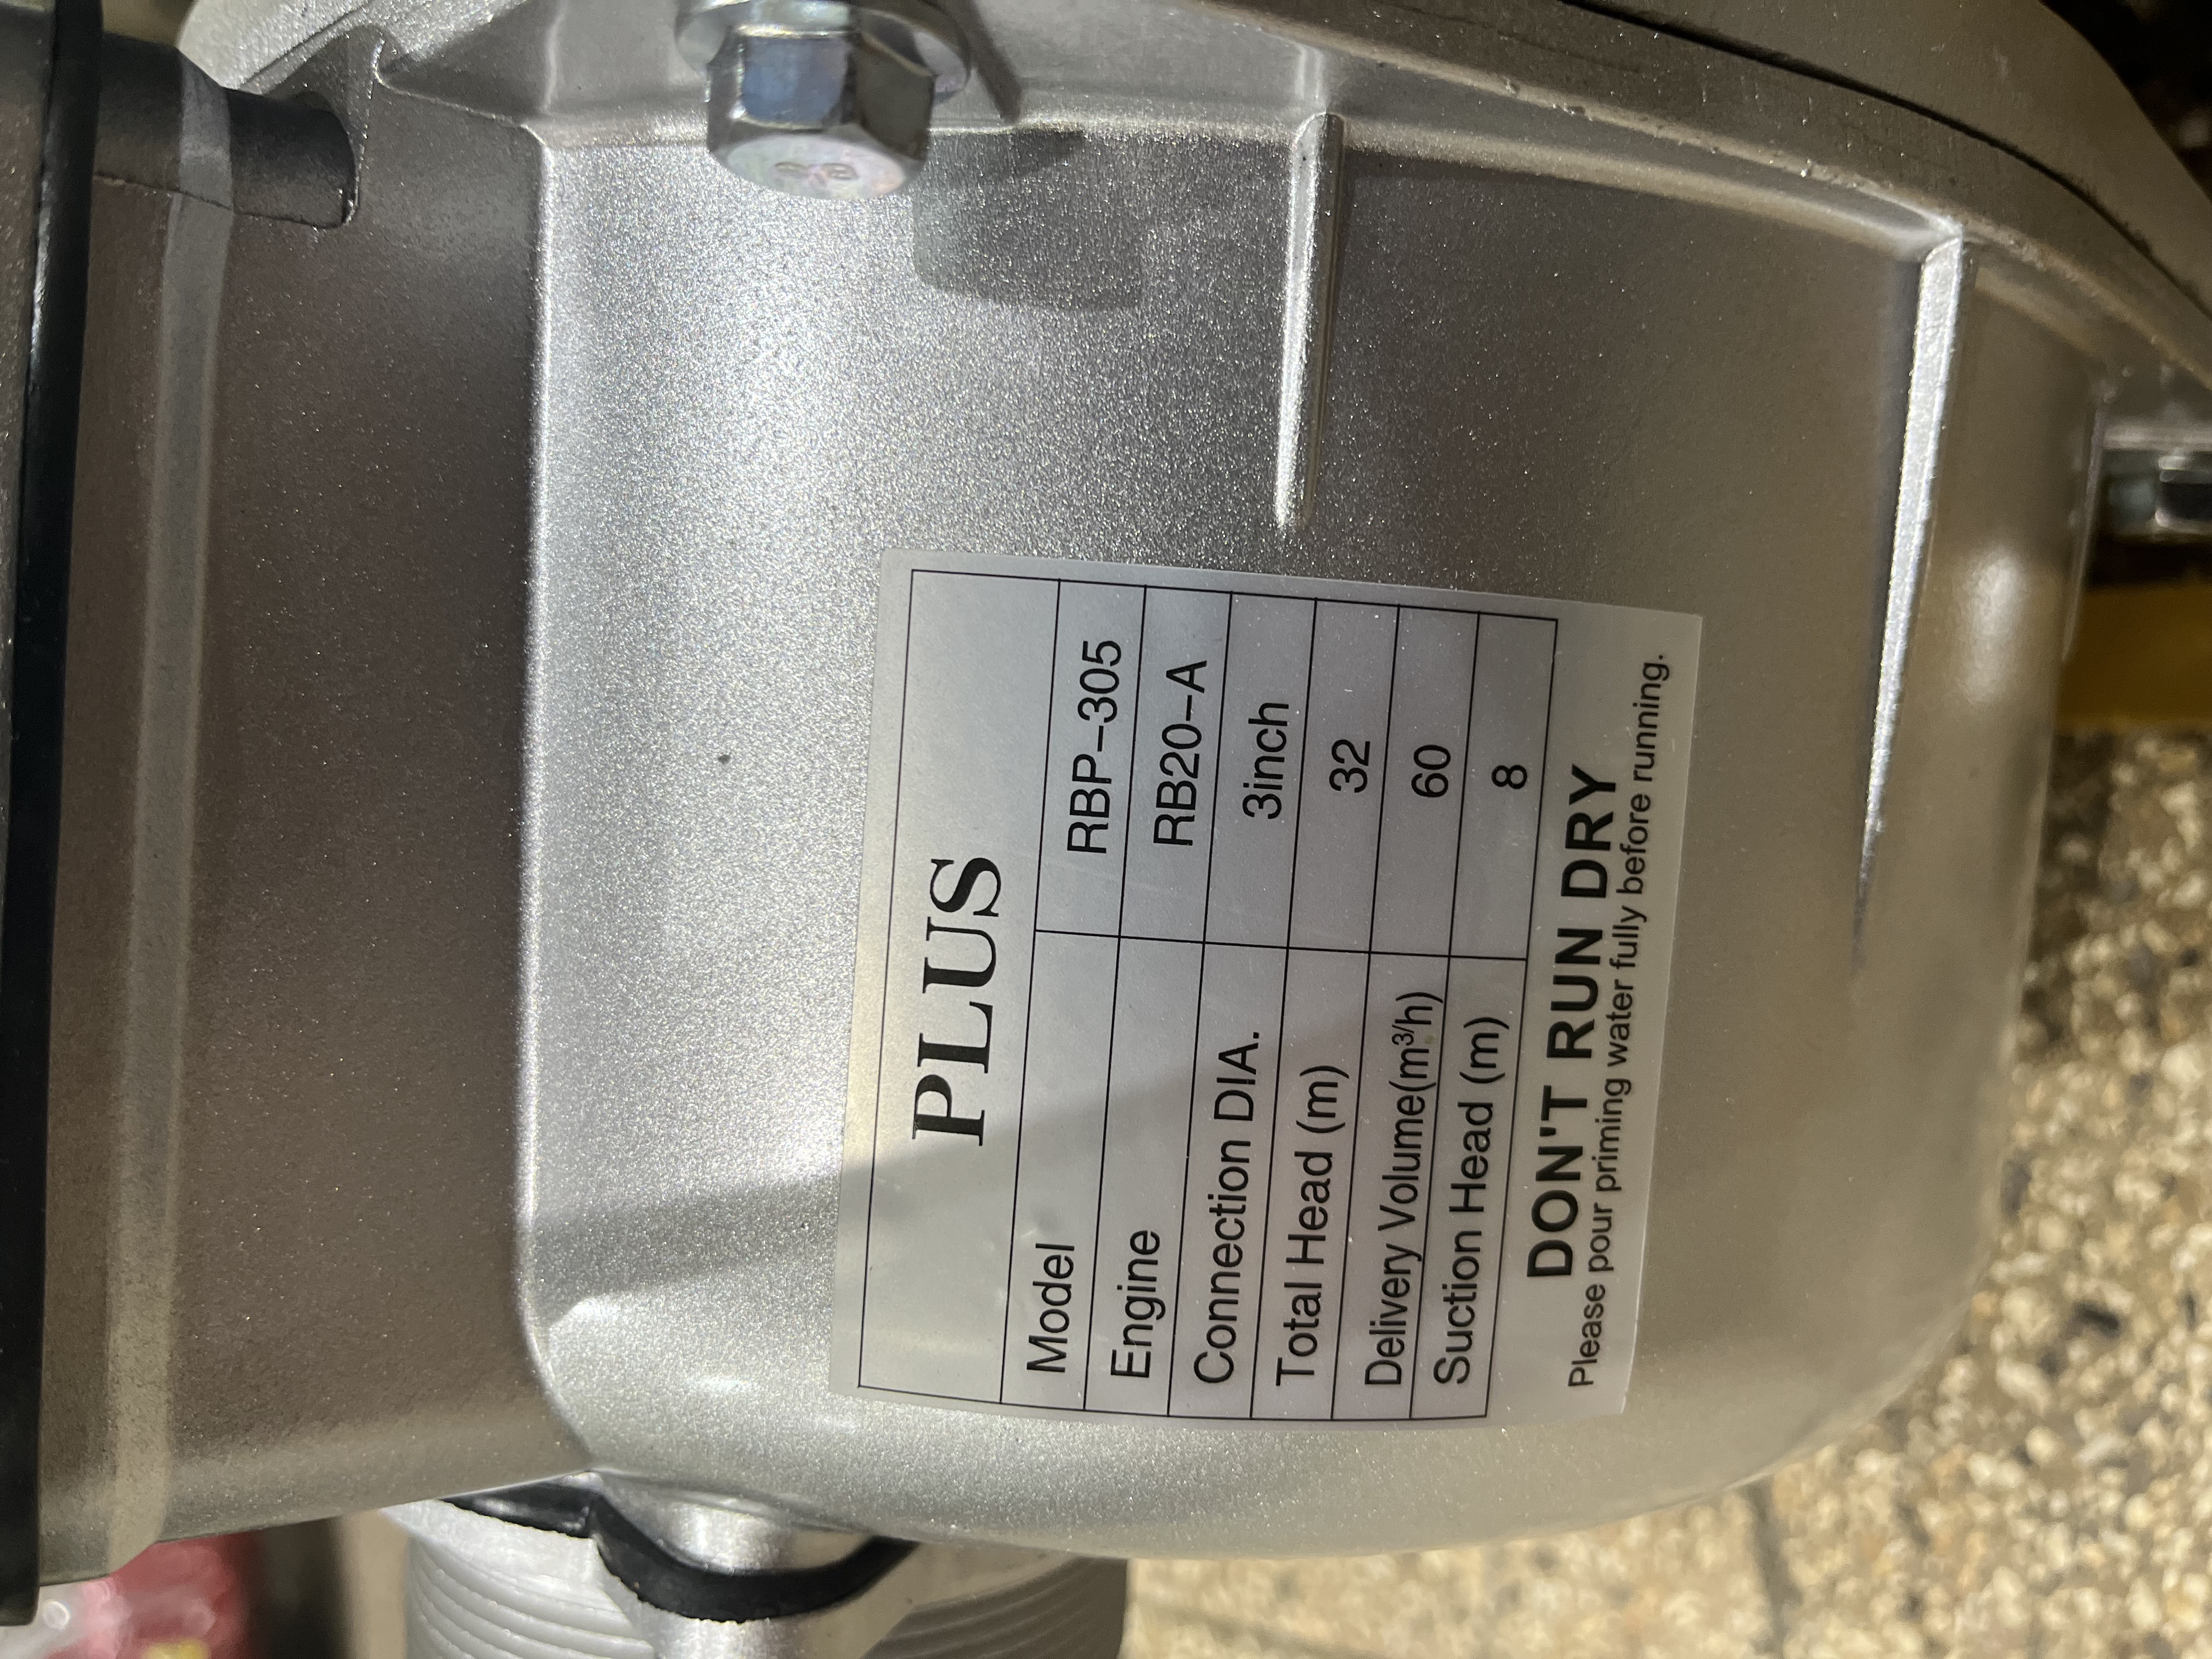 PLUS
Model RBP-305
Engine RB20-A
Connection DIA. 3inch
Total Head (m) 32
Delivery Volume(m³/h) 60
Suction Head (m) 8
DON'T RUN DRY
Please pour priming water fully before running.